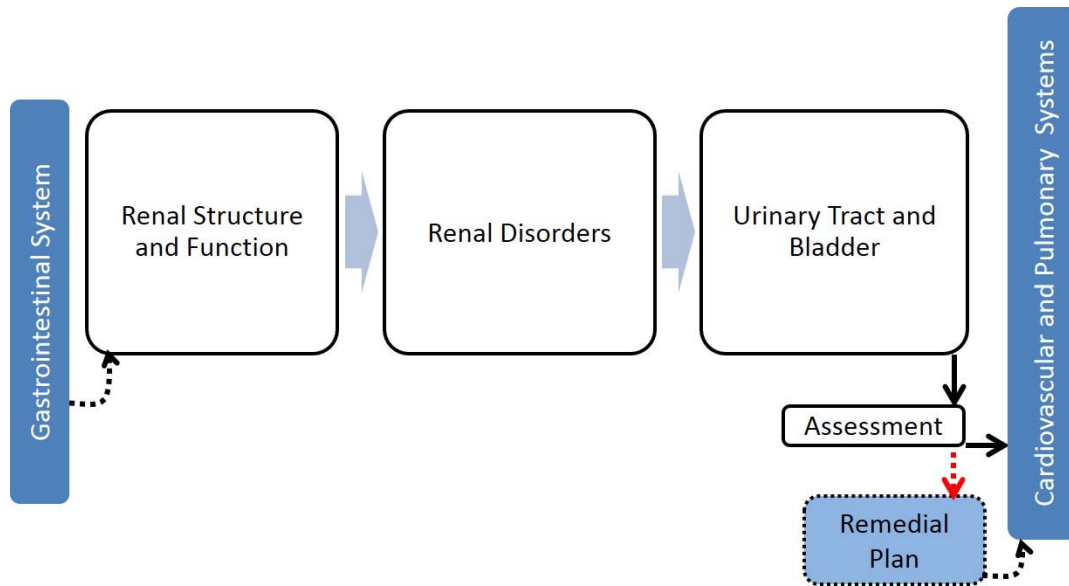 Gastrointestinal System
Renal Structure
and Function
Renal Disorders
Urinary Tract and
Bladder
Assessment
Remedial
Plan
Cardiovascular and Pulmonary Systems